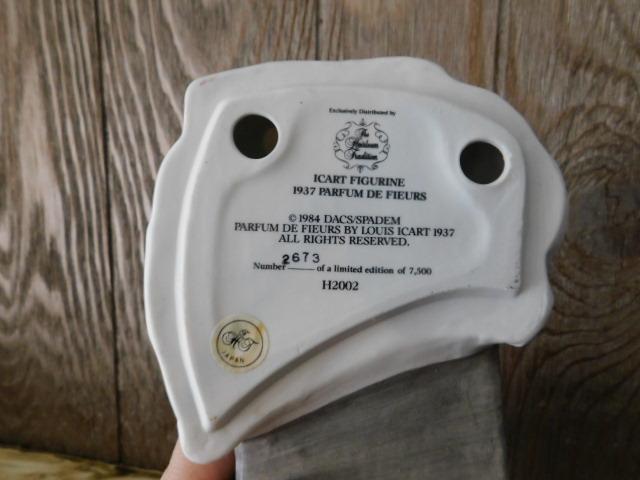 Exclusively Distributed by
The
Heirloom
Tradition
ICART FIGURINE
1937 PARFUM DE FIEURS
© 1984 DACS/SPADEM
PARFUM DE FIEURS BY LOUIS ICART 1937
ALL RIGHTS RESERVED.
Number 2673 of a limited edition of 7,500
H2002
HT
JAPAN